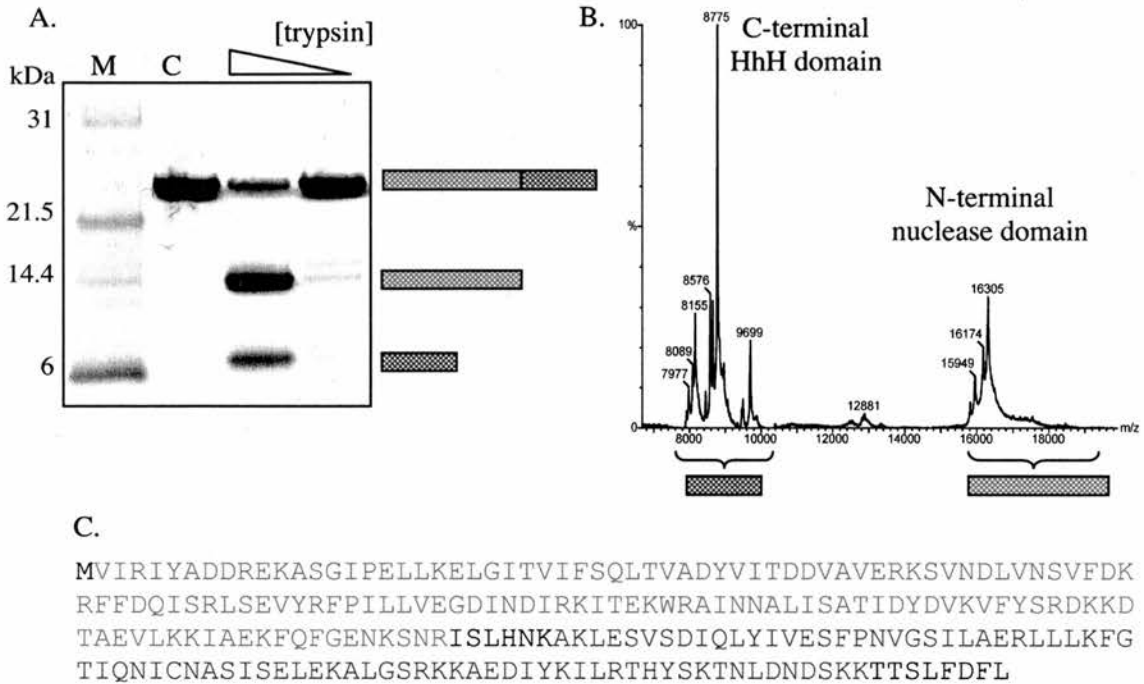 A.
[trypsin]
kDa M C
31
21.5
14.4
6
B.
C-terminal
HhH domain
N-terminal
nuclease domain
100
%
0
8775
8576
8155
8089
7977
9699
12881
16305
16174
15949
8000 10000 12000 14000 16000 18000 m/z
C.
MVIRIYADDREKASGIPELLKELGITVIFSQLTVADYVITDDVAVERKSVNDLVNSVFDK
RFFDQISRLSEVYRFPILLVEGDINDIRKITEKWRAINNALISATIDYDVKVFYSRDKKD
TAEVLKKIAEKFQFGENKSNRISLHNKAKLESVSDIQLYIVESFPNVGSILAERLLLKFG
TIQNICNASISELEKALGSRKKAEDIYKILRTHYSKTNLDNDSKKTTSLFDFL